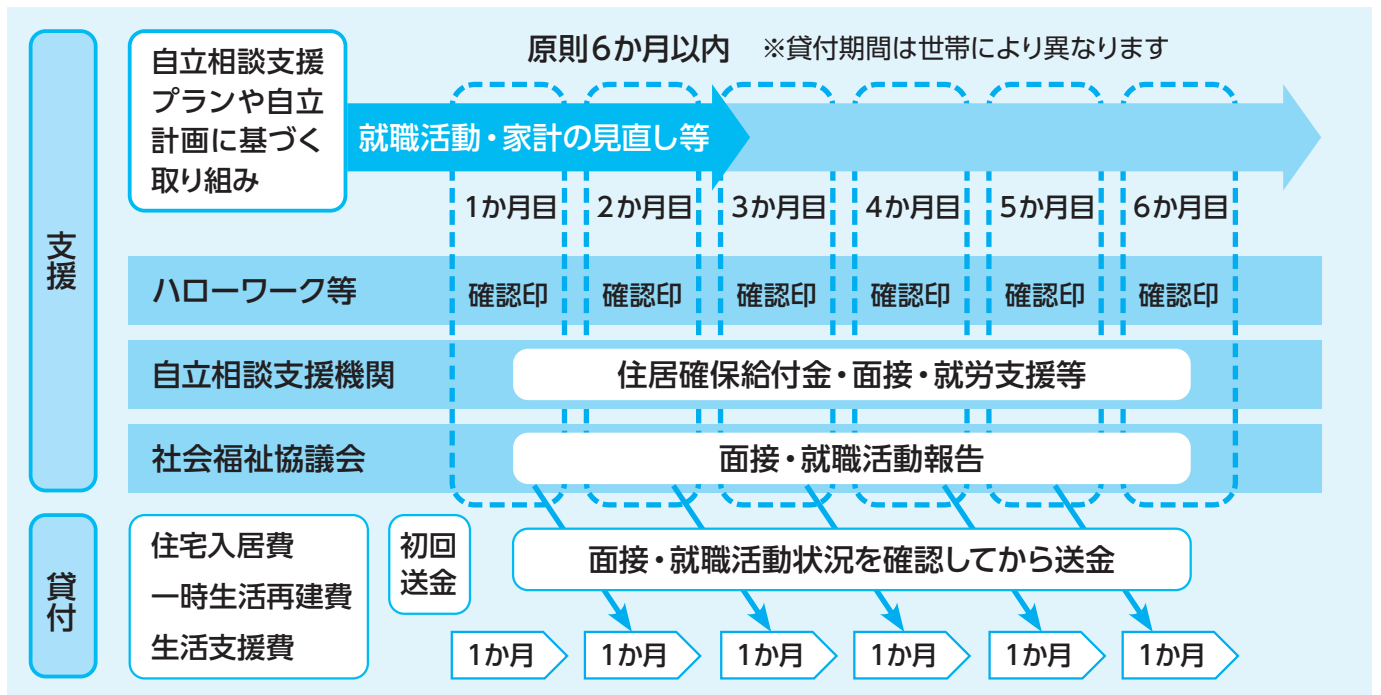 支援
自立相談支援
プランや自立
計画に基づく
取り組み
原則6か月以内 ※貸付期間は世帯により異なります
就職活動・家計の見直し等
1か月目 2か月目 3か月目 4か月目 5か月目 6か月目
ハローワーク等 確認印 確認印 確認印 確認印 確認印 確認印
自立相談支援機関 住居確保給付金・面接・就労支援等
社会福祉協議会 面接・就職活動報告
貸付
住宅入居費
一時生活再建費
生活支援費
初回
送金
面接・就職活動状況を確認してから送金
1か月 1か月 1か月 1か月 1か月 1か月